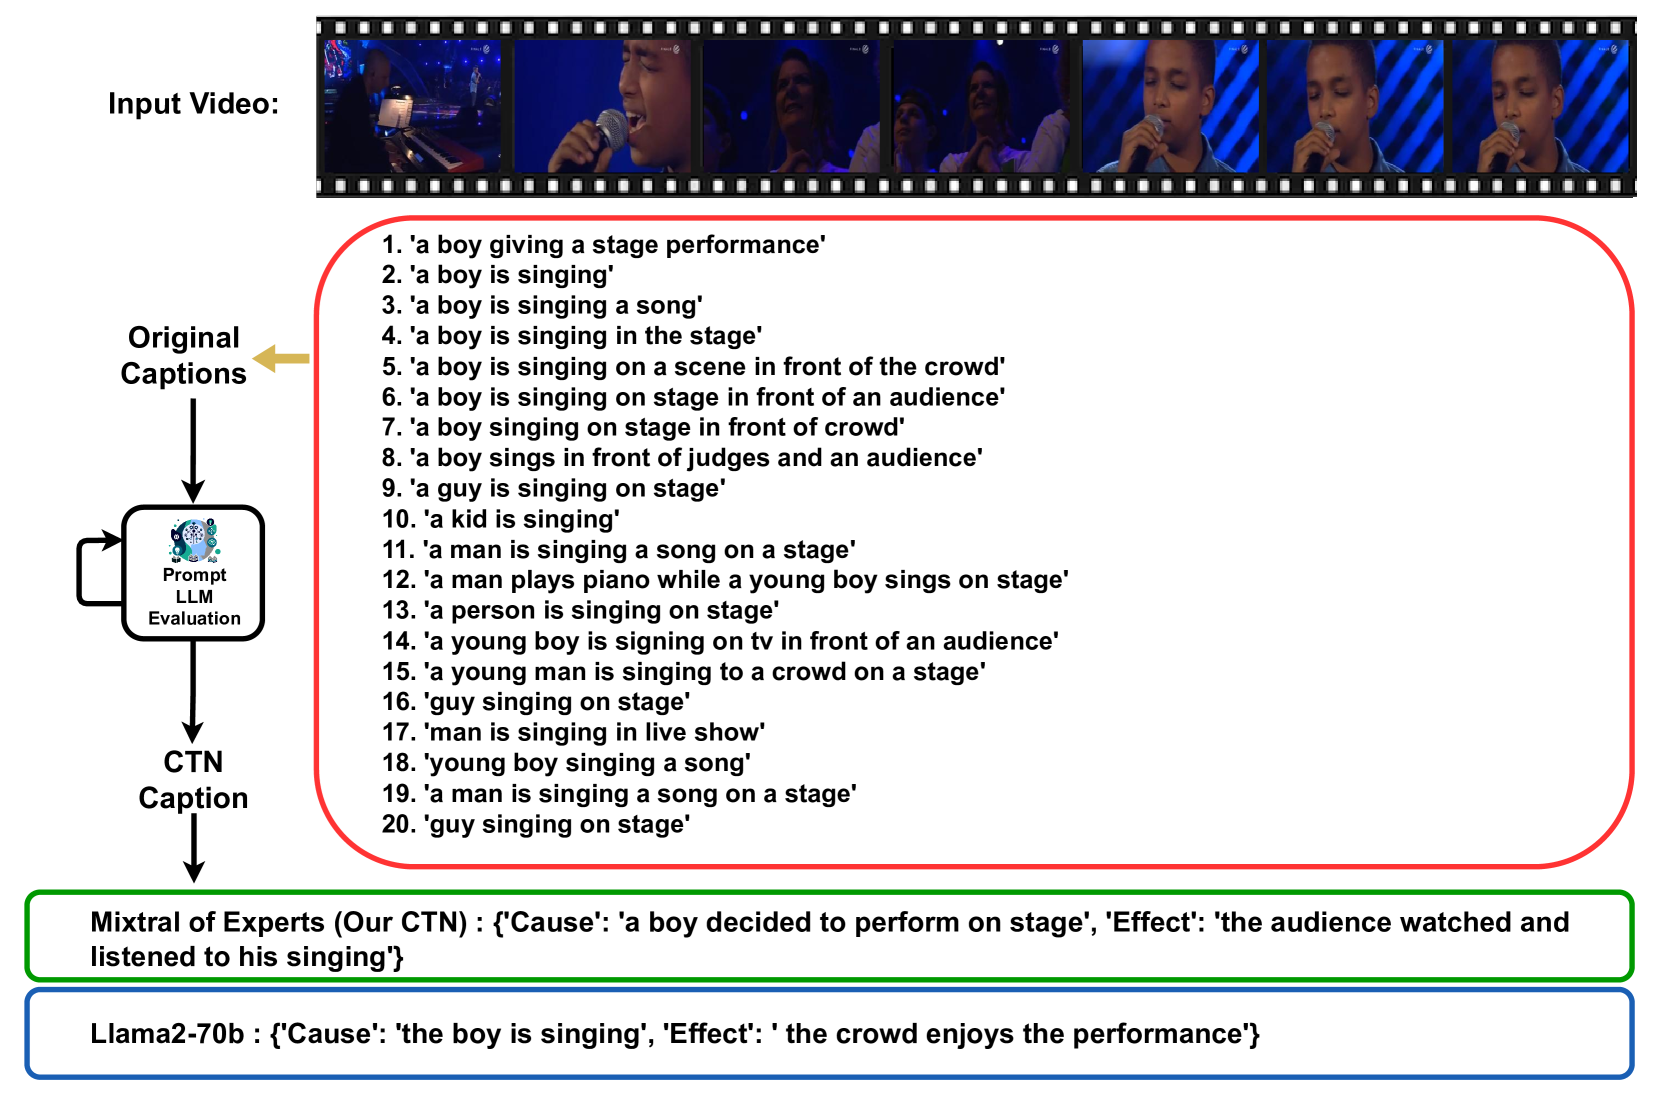 Input Video:
1. 'a boy giving a stage performance'
2. 'a boy is singing'
3. 'a boy is singing a song'
4. 'a boy is singing in the stage'
5. 'a boy is singing on a scene in front of the crowd'
6. 'a boy is singing on stage in front of an audience'
7. 'a boy singing on stage in front of crowd'
8. 'a boy sings in front of judges and an audience'
9. 'a guy is singing on stage'
10. 'a kid is singing'
11. 'a man is singing a song on a stage'
12. 'a man plays piano while a young boy sings on stage'
13. 'a person is singing on stage'
14. 'a young boy is signing on tv in front of an audience'
15. 'a young man is singing to a crowd on a stage'
16. 'guy singing on stage'
17. 'man is singing in live show'
18. 'young boy singing a song'
19. 'a man is singing a song on a stage'
20. 'guy singing on stage'
Original
Captions
Prompt
LLM
Evaluation
CTN
Caption
Mixtral of Experts (Our CTN) : {'Cause': 'a boy decided to perform on stage', 'Effect': 'the audience watched and
listened to his singing'}
Llama2-70b : {'Cause': 'the boy is singing', 'Effect': ' the crowd enjoys the performance'}